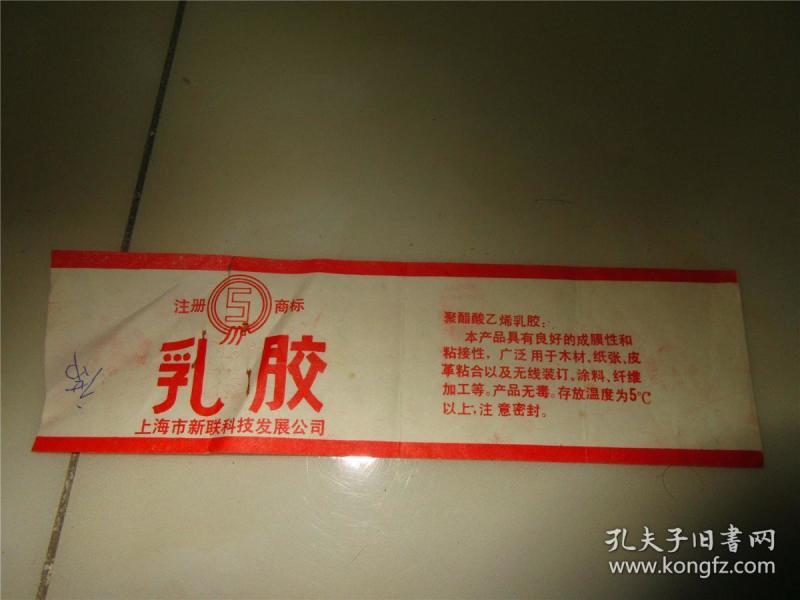 注册 5 商标
乳胶
上海市新联科技发展公司
聚醋酸乙烯乳胶：
本产品具有良好的成膜性和
粘接性，广泛用于木材、纸张、皮
革粘合以及无线装订、涂料、纤维
加工等。产品无毒。存放温度为5℃
以上，注意密封。
孔夫子旧书网
www.kongfz.com